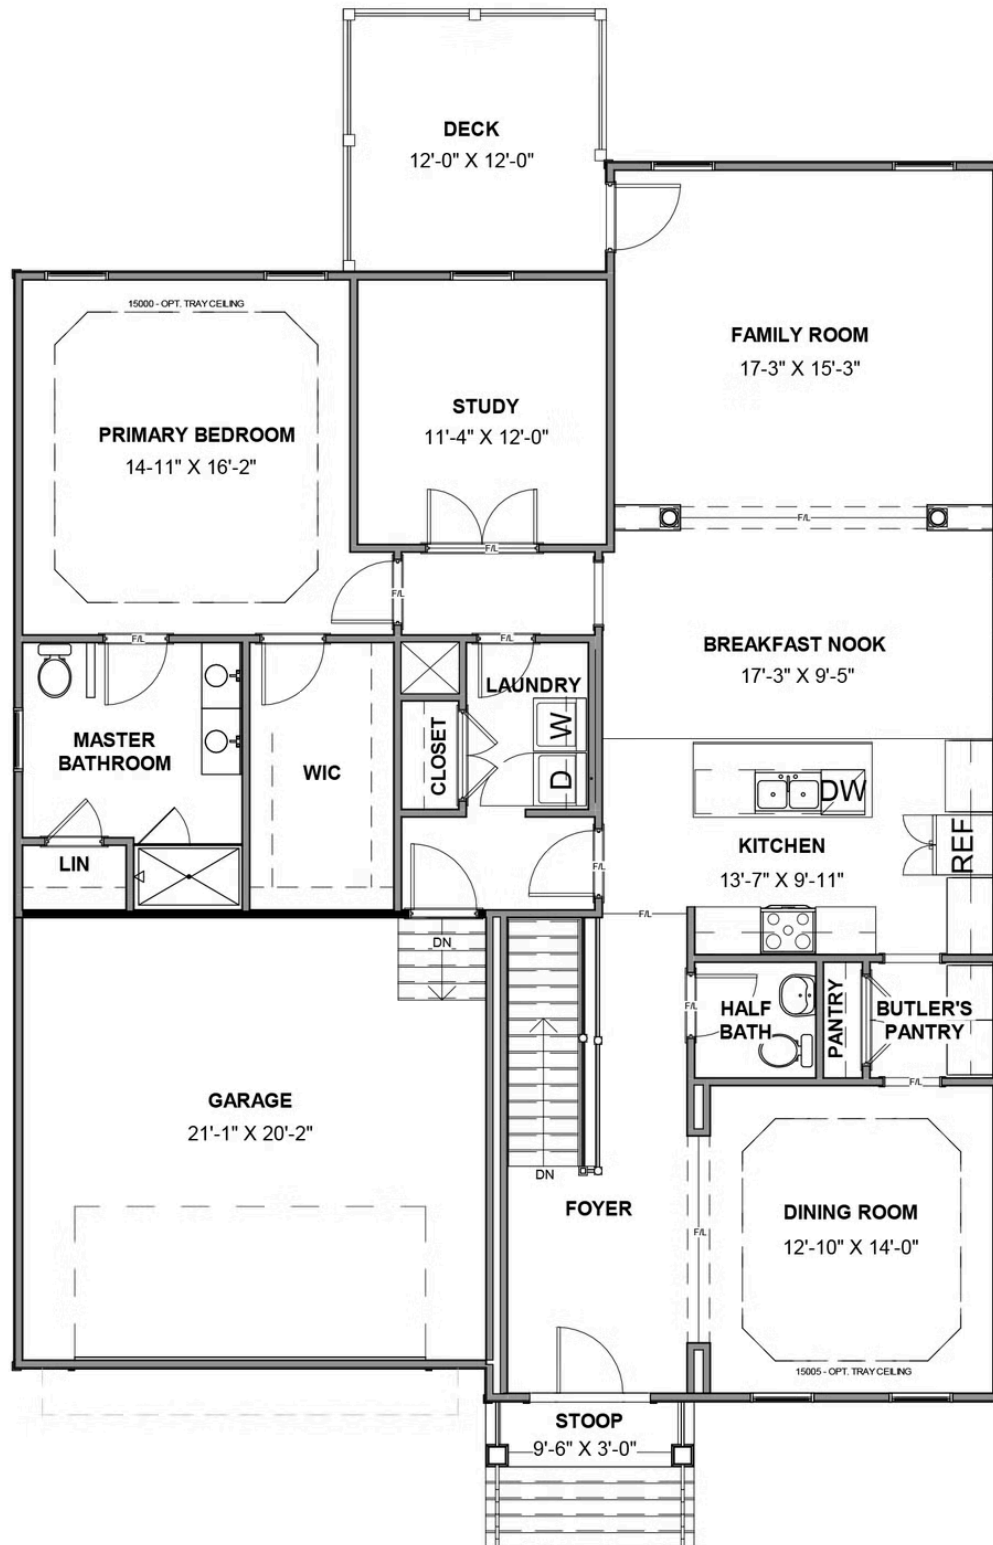 DECK
12'-0" X 12'-0"
15000 - OPT. TRAY CEILING
FAMILY ROOM
17-3" X 15'-3"
PRIMARY BEDROOM
14-11" X 16'-2"
STUDY
11'-4" X 12'-0"
F/L
F/L
F/L
F/L
F/L
BREAKFAST NOOK
17'-3" X 9'-5"
MASTER
BATHROOM
WIC
CLOSET
LAUNDRY
W
D
DW
LIN
KITCHEN
13'-7" X 9'-11"
REF
F/L
F/L
DN
F/L
HALF
BATH
PANTRY
BUTLER'S
PANTRY
F/L
GARAGE
21'-1" X 20'-2"
DN
FOYER
F/L
DINING ROOM
12'-10" X 14'-0"
15005 - OPT. TRAY CEILING
STOOP
9'-6" X 3'-0"